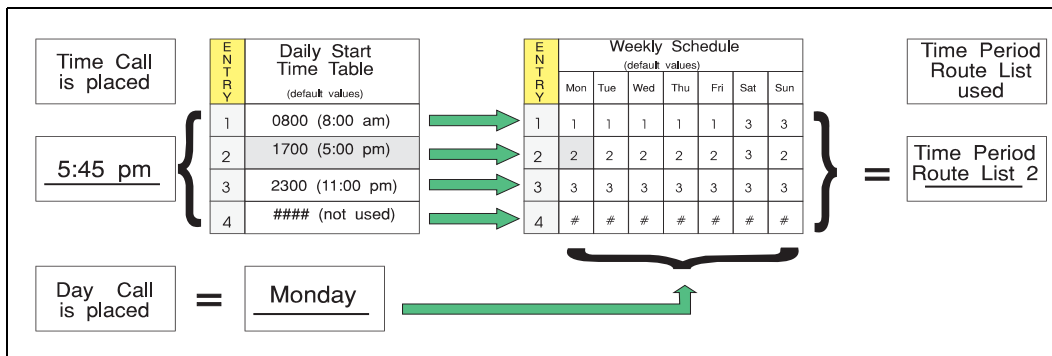 Time Call
is placed
5:45 pm
E
N
T
R
Y
Daily Start
Time Table
(default values)
1 0800 (8:00 am)
2 1700 (5:00 pm)
3 2300 (11:00 pm)
4 #### (not used)
E
N
T
R
Y
Weekly Schedule
(default values)
Mon Tue Wed Thu Fri Sat Sun
1 1 1 1 1 1 3 3
2 2 2 2 2 2 3 2
3 3 3 3 3 3 3 3
4 # # # # # # #
=
Time Period
Route List
used
Time Period
Route List 2
Day Call
is placed
=
Monday